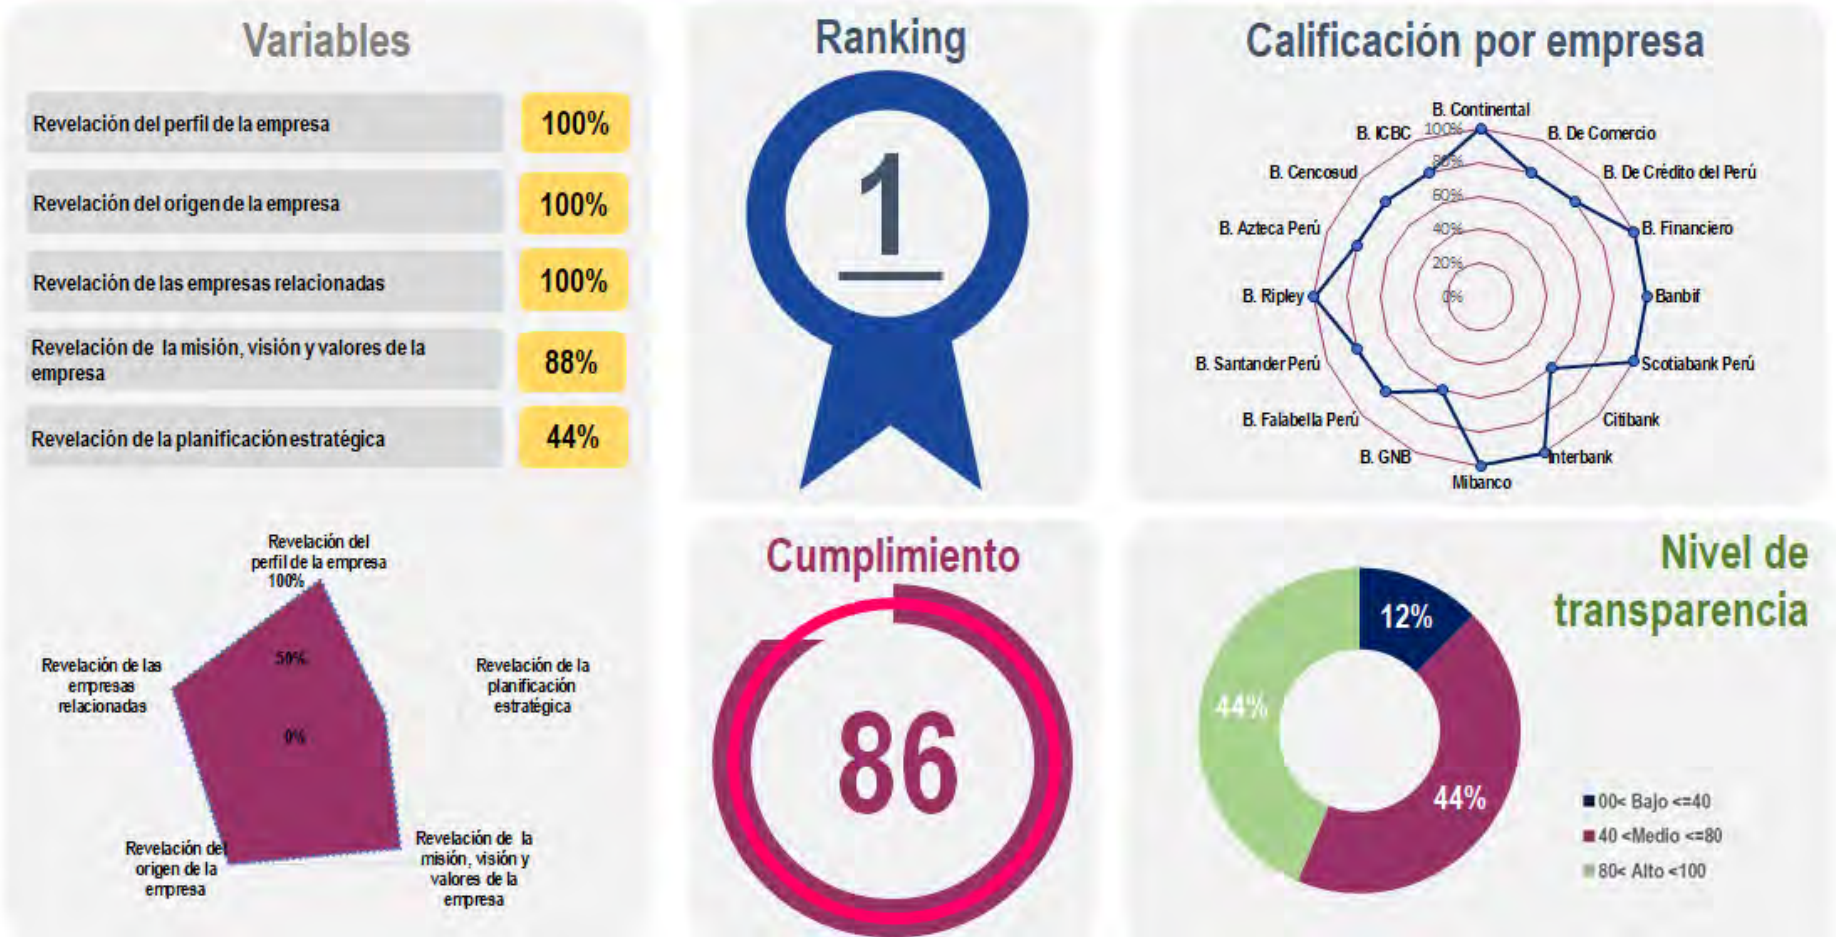 Variables
Revelación del perfil de la empresa
100%
Revelación del origen de la empresa
100%
Revelación de las empresas relacionadas
100%
Revelación de la misión, visión y valores de la
empresa
88%
Revelación de la planificación estratégica
44%
Revelación del
perfil de la empresa
100%
50%
0%
Revelación de las
empresas
relacionadas
Revelación de la
planificación
estratégica
Revelación del
origen de la
empresa
Revelación de la
misión, visión y
valores de la
empresa
Ranking
1
Cumplimiento
86
Calificación por empresa
B. Continental
B. ICBC
100%
B. De Comercio
80%
B. Cencosud
B. De Crédito del Perú
60%
B. Azteca Perú
40%
B. Financiero
20%
B. Ripley
0%
Banbif
B. Santander Perú
Scotiabank Perú
B. Falabella Perú
Citibank
B. GNB
Interbank
Mibanco
Nivel de
transparencia
12%
44%
44%
00< Bajo <=40
40 <Medio <=80
80< Alto <100